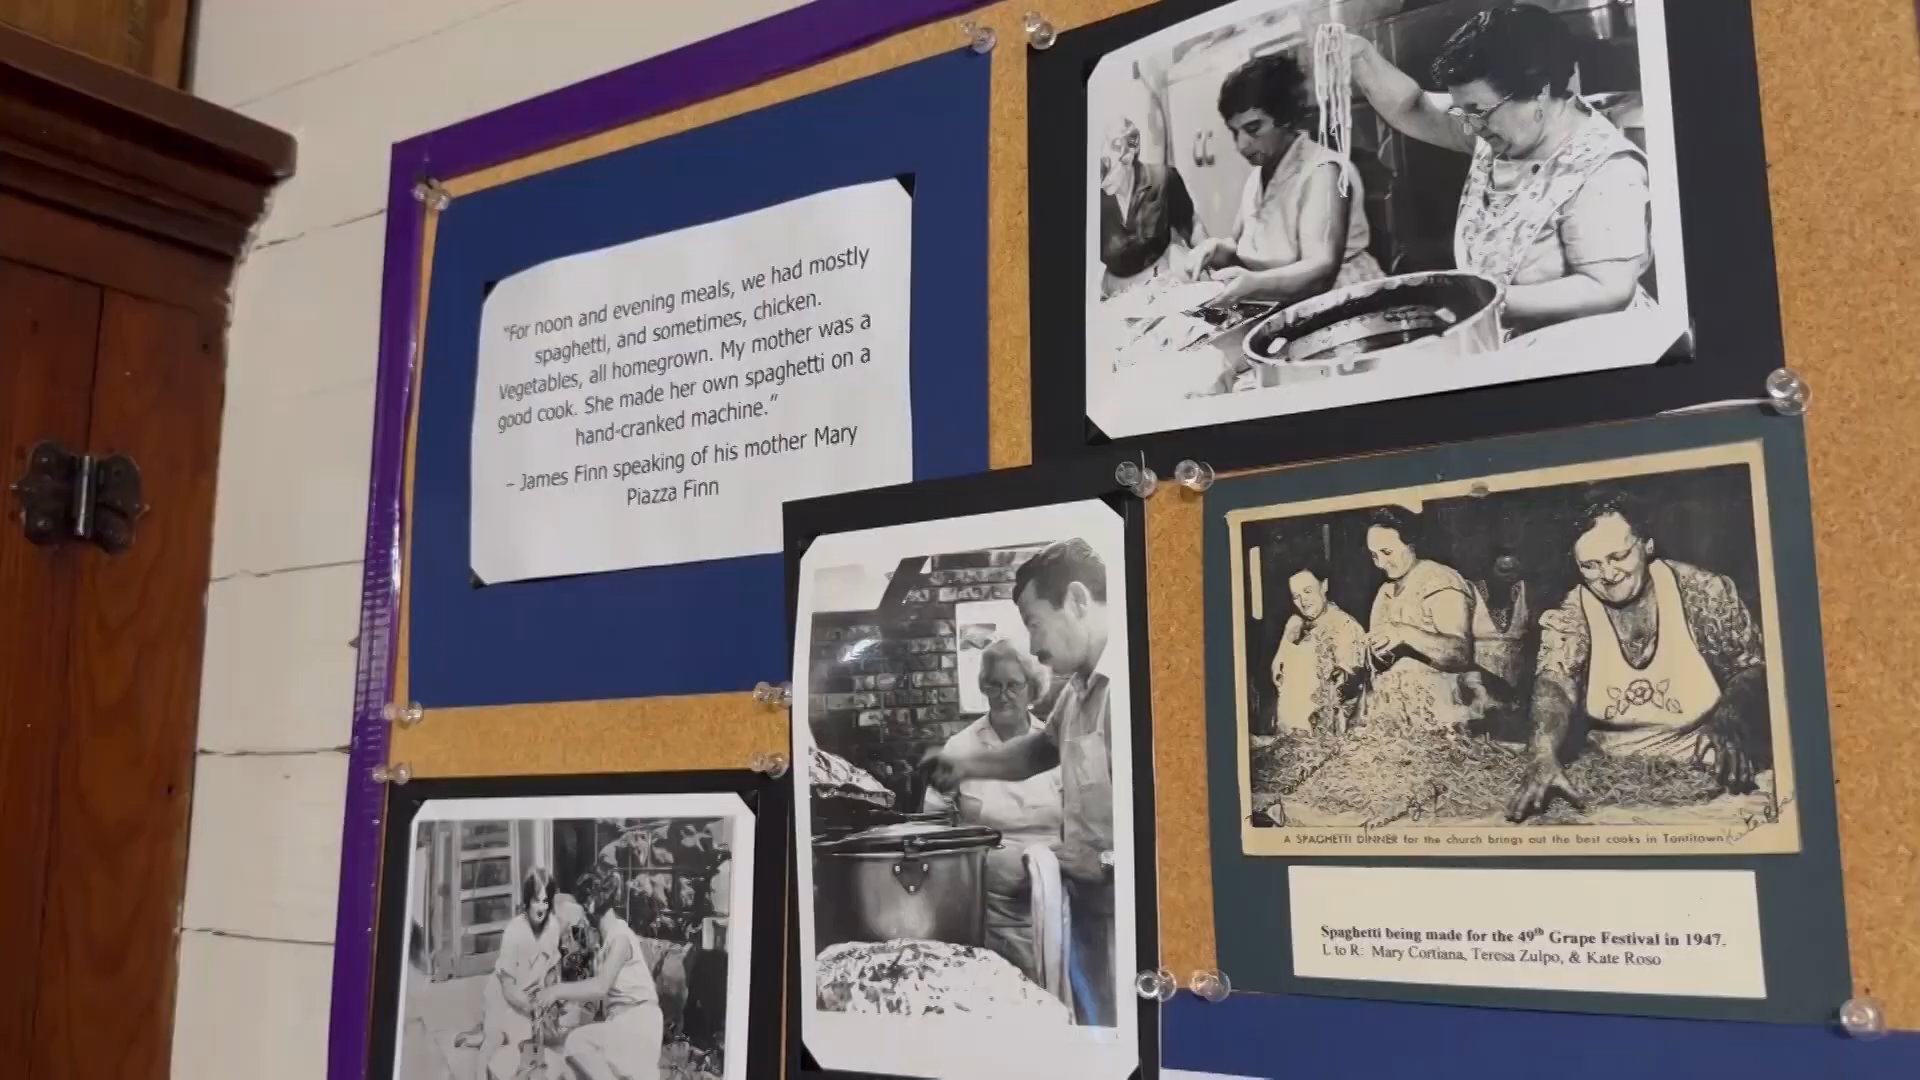 "For noon and evening meals, we had mostly
spaghetti, and sometimes, chicken.
Vegetables, all homegrown. My mother was a
good cook. She made her own spaghetti on a
hand-cranked machine."
– James Finn speaking of his mother Mary
Piazza Finn
A SPAGHETTI DINNER for the church brings out the best cooks in Tontitown
Spaghetti being made for the 49th Grape Festival in 1947.
L to R: Mary Cortiana, Teresa Zulpo, & Kate Roso